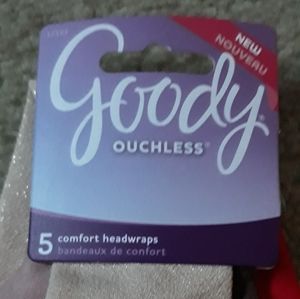 NEW
NOUVEAU
goody®
OUCHLESS®
5 comfort headwraps
bandeaux de confort